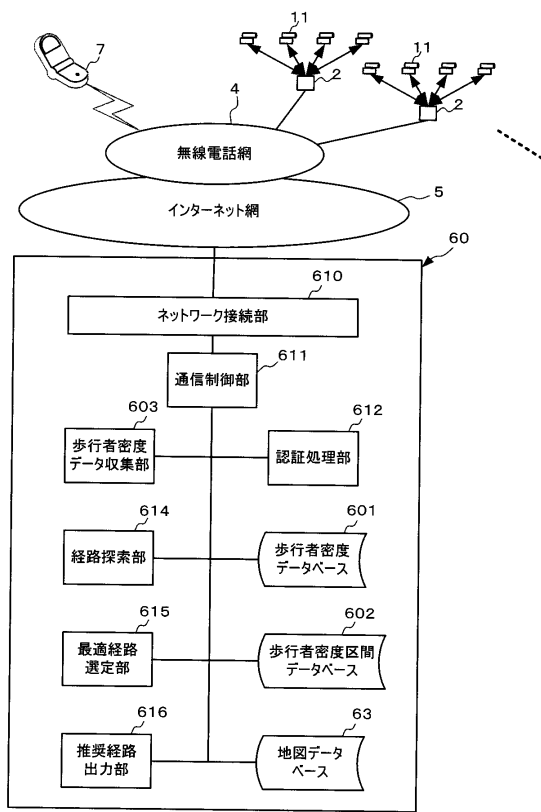 11
11
7
2
2
4
無線電話網
5
インターネット網
60
610
ネットワーク接続部
611
通信制御部
603
歩行者密度
データ収集部
612
認証処理部
614
経路探索部
601
歩行者密度
データベース
615
最適経路
選定部
602
歩行者密度区間
データベース
616
推奨経路
出力部
63
地図データ
ベース